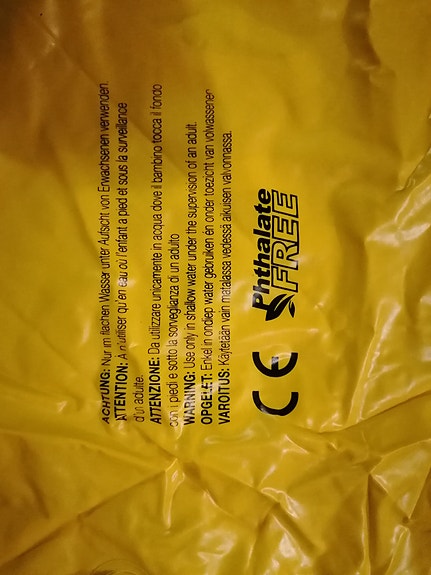 ACHTUNG: Nur im flachen Wasser unter Aufsicht von Erwachsenen verwenden.
ATTENTION: A n'utiliser qu'en eau où l'enfant a pied et sous la surveillance
d'un adulte.
ATTENZIONE: Da utilizzare unicamente in acqua dove il bambino tocca il fondo
con i piedi e sotto la sorveglianza di un adulto
WARNING: Use only in shallow water under the supervision of an adult.
OPGELET: Enkel in ondiep water gebruiken én onder toezicht van volwassenen
VAROITUS: Käytetään vain matalassa vedessä aikuisen valvonnassa.
CE
Phthalate
FREE